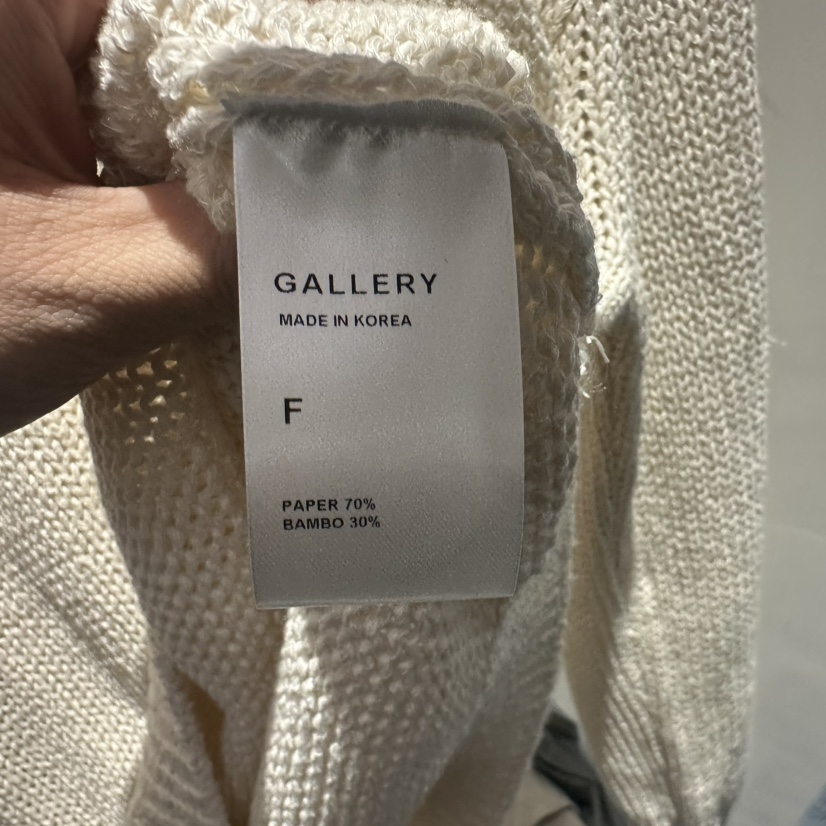 GALLERY
MADE IN KOREA
F
PAPER 70%
BAMBO 30%